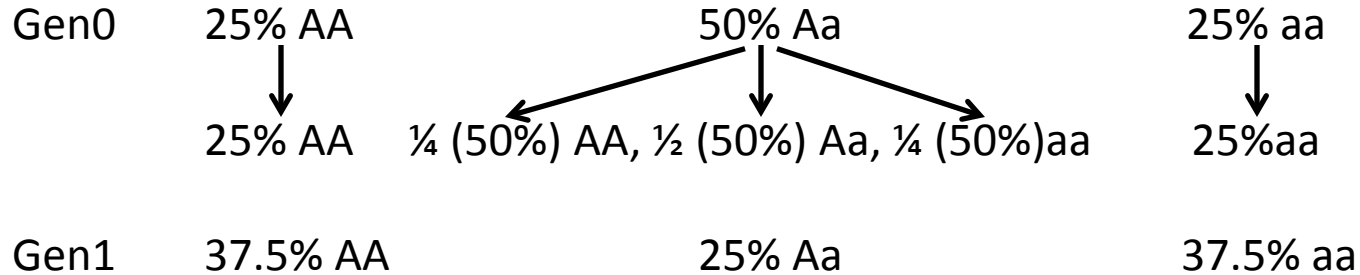 Gen0 25% AA 50% Aa 25% aa
25% AA ¼ (50%) AA, ½ (50%) Aa, ¼ (50%)aa 25%aa
Gen1 37.5% AA 25% Aa 37.5% aa